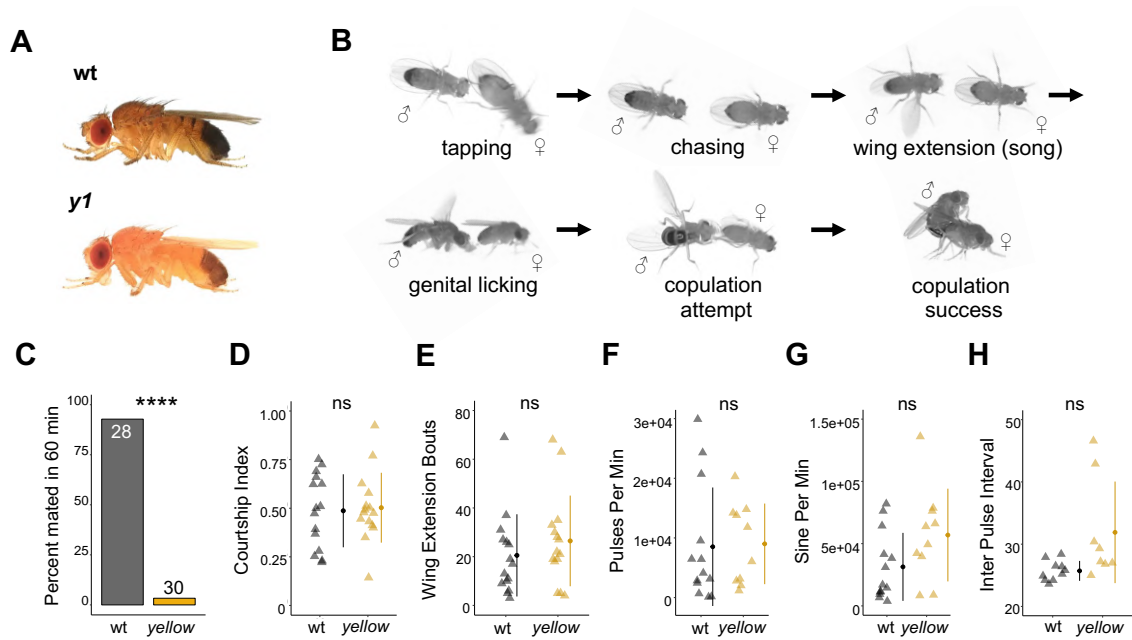 A
wt
y1
B
♂
♀
tapping
♂
♀
chasing
♂
♀
wing extension (song)
♂
♀
genital licking
♂
♀
copulation
attempt
♂
♀
copulation
success
C
Percent mated in 60 min
100
75
50
25
0
****
28
30
wt yellow
D
Courtship Index
ns
1.00
0.75
0.50
0.25
0
wt yellow
E
Wing Extension Bouts
ns
80
60
40
20
0
wt yellow
F
Pulses Per Min
ns
3e+04
2e+04
1e+04
0
wt yellow
G
Sine Per Min
ns
1.5e+05
1e+05
5e+04
0
wt yellow
H
Inter Pulse Interval
ns
50
40
30
20
wt yellow